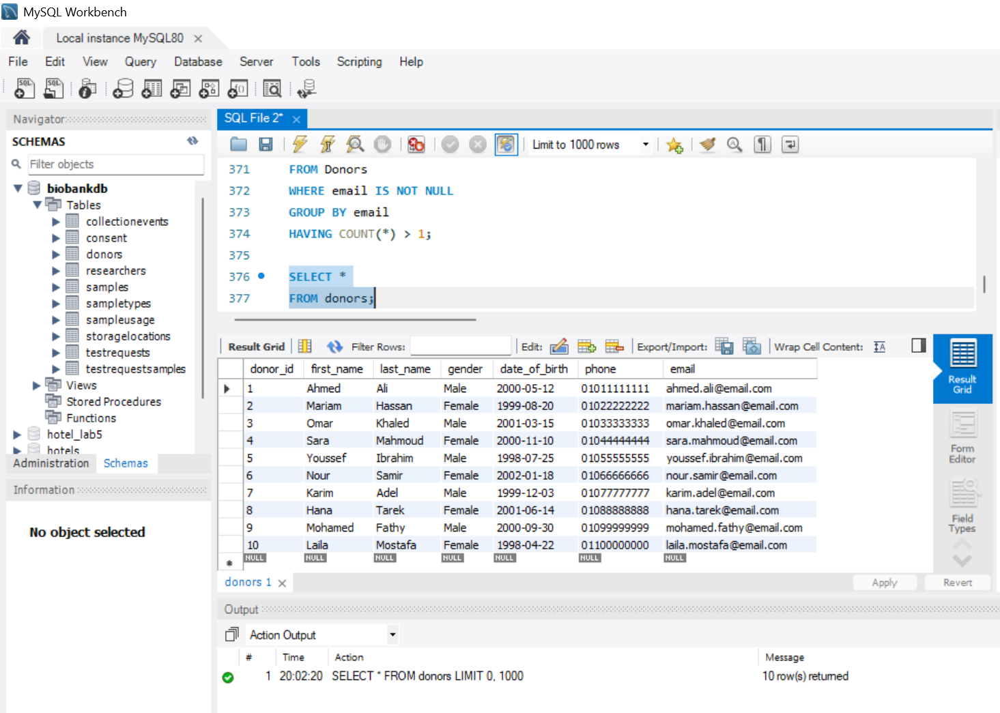 MySQL Workbench
Local instance MySQL80
File Edit View Query Database Server Tools Scripting Help
Navigator
SCHEMAS
Filter objects
biobankdb
Tables
collectionevents
consent
donors
researchers
samples
sampletypes
sampleusage
storagelocations
testrequests
testrequestsamples
Views
Stored Procedures
Functions
hotel_lab5
hotels
Administration Schemas
Information
No object selected
SQL File 2*
Limit to 1000 rows
371 FROM Donors
372 WHERE email IS NOT NULL
373 GROUP BY email
374 HAVING COUNT(*) > 1;
375
376 SELECT *
377 FROM donors;
Result Grid Filter Rows: Edit: Export/Import: Wrap Cell Content:
donor_id first_name last_name gender date_of_birth phone email
1 Ahmed Ali Male 2000-05-12 01011111111 ahmed.ali@email.com
2 Mariam Hassan Female 1999-08-20 01022222222 mariam.hassan@email.com
3 Omar Khaled Male 2001-03-15 01033333333 omar.khaled@email.com
4 Sara Mahmoud Female 2000-11-10 01044444444 sara.mahmoud@email.com
5 Youssef Ibrahim Male 1998-07-25 01055555555 youssef.ibrahim@email.com
6 Nour Samir Female 2002-01-18 01066666666 nour.samir@email.com
7 Karim Adel Male 1999-12-03 01077777777 karim.adel@email.com
8 Hana Tarek Female 2001-06-14 01088888888 hana.tarek@email.com
9 Mohamed Fathy Male 2000-09-30 01099999999 mohamed.fathy@email.com
10 Laila Mostafa Female 1998-04-22 01100000000 laila.mostafa@email.com
NULL NULL NULL NULL NULL NULL NULL
Result
Grid
Form
Editor
Field
Types
donors 1
Apply Revert
Output
Action Output
# Time Action Message
1 20:02:20 SELECT * FROM donors LIMIT 0, 1000 10 row(s) returned